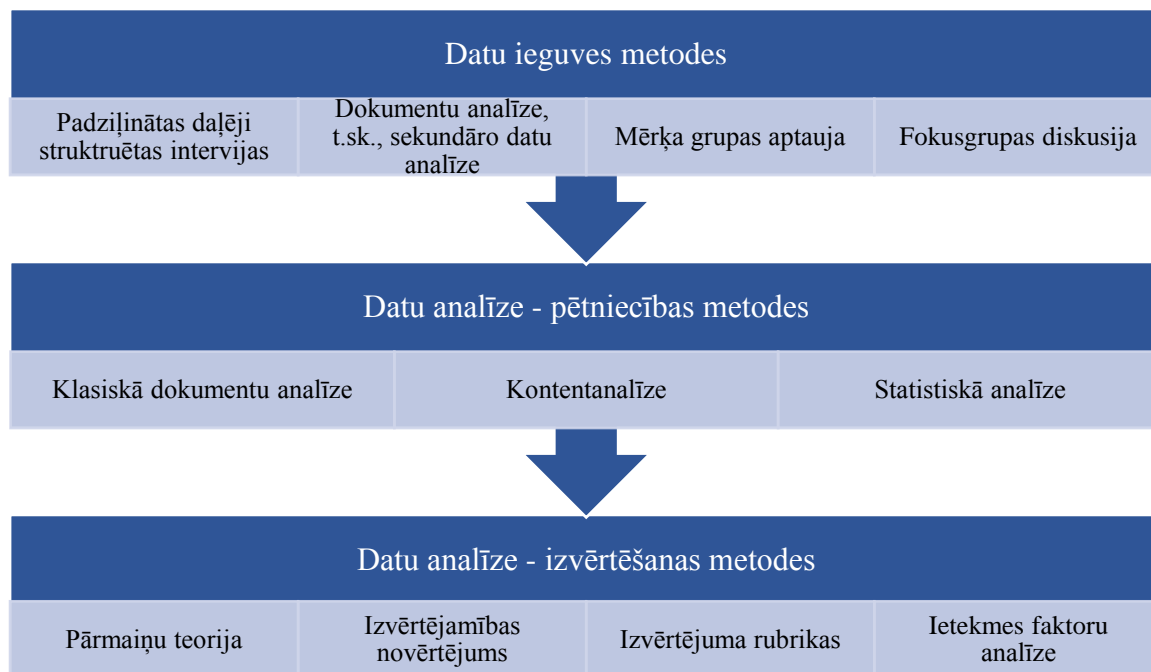 Datu ieguves metodes
Padziļinātas daļēji
struktruētas intervijas
Dokumentu analīze,
t.sk., sekundāro datu
analīze
Mērķa grupas aptauja
Fokusgrupas diskusija
Datu analīze - pētniecības metodes
Klasiskā dokumentu analīze
Kontentanalīze
Statistiskā analīze
Datu analīze - izvērtēšanas metodes
Pārmaiņu teorija
Izvērtējamības
novērtējums
Izvērtējuma rubrikas
Ietekmes faktoru
analīze